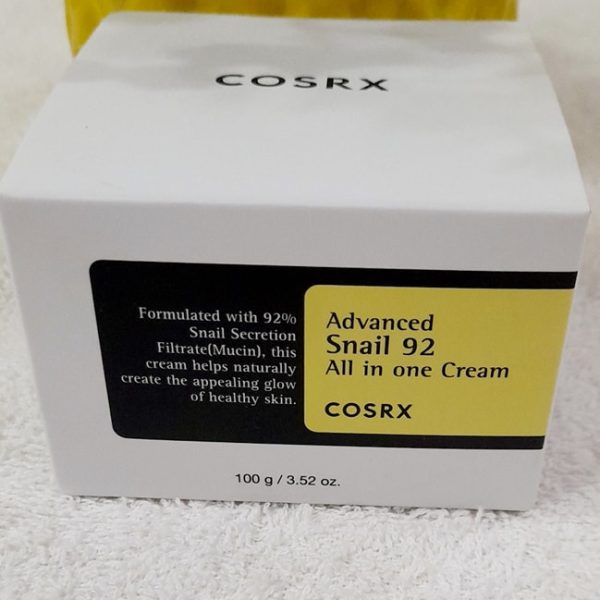 COSRX
Formulated with 92%
Snail Secretion
Filtrate(Mucin), this
cream helps naturally
create the appealing glow
of healthy skin.
Advanced
Snail 92
All in one Cream
COSRX
100 g / 3.52 oz.